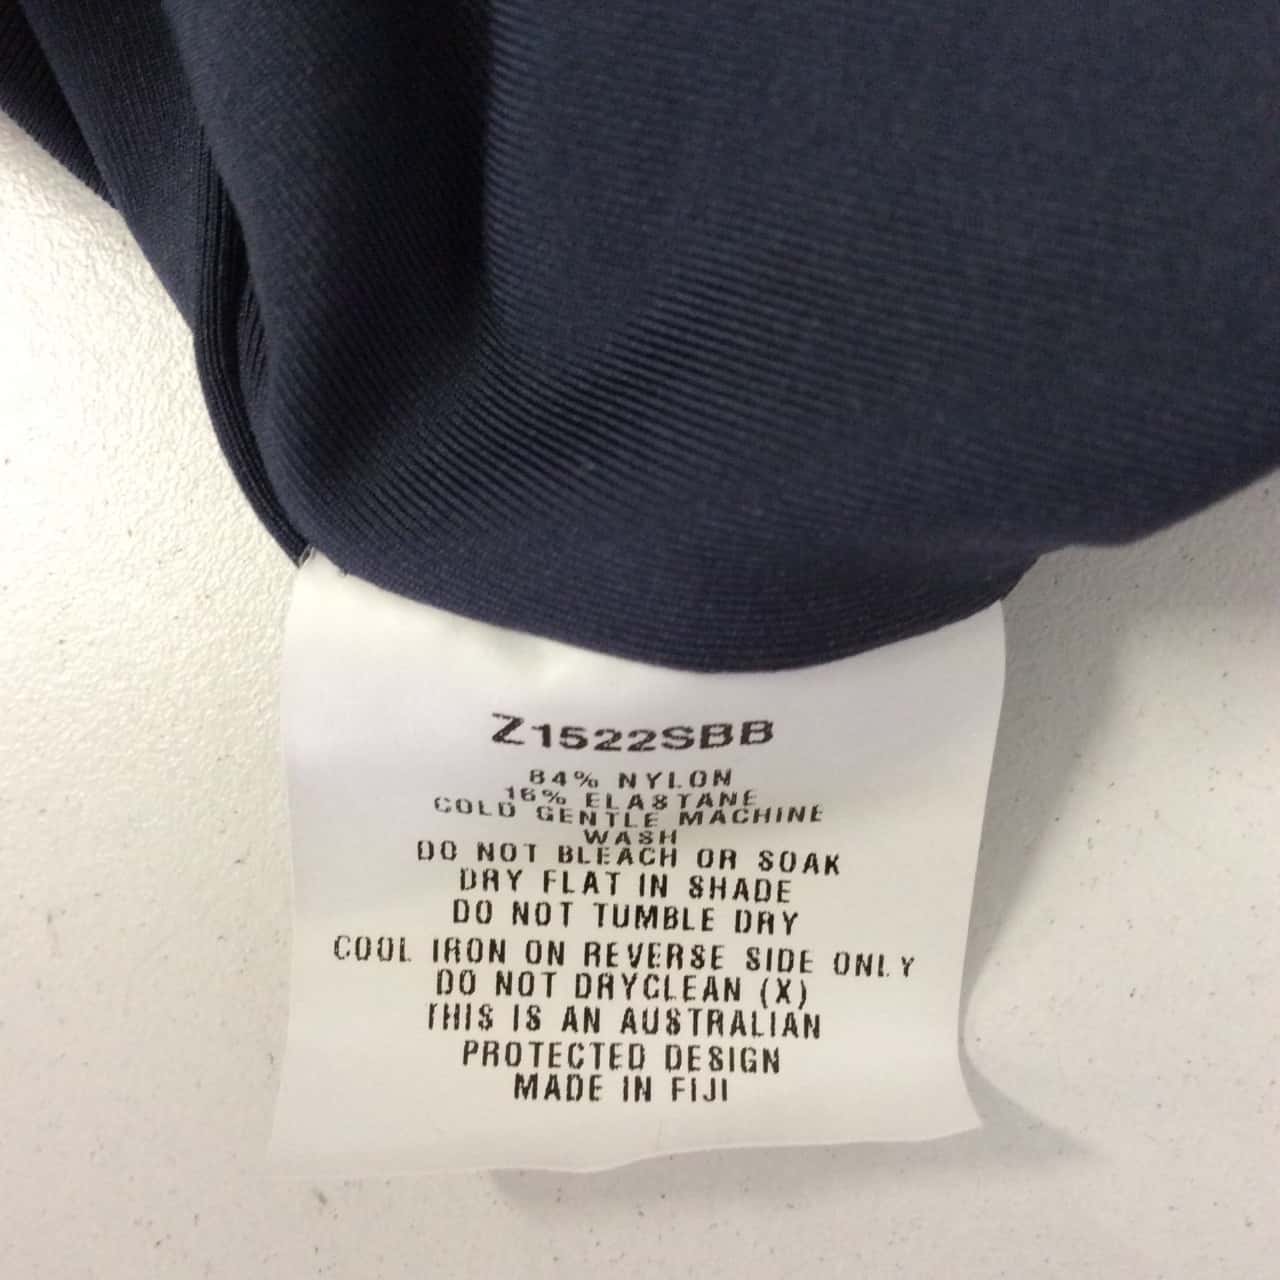 Z1522SBB
84% NYLON
16% ELASTANE
COLD GENTLE MACHINE
WASH
DO NOT BLEACH OR SOAK
DRY FLAT IN SHADE
DO NOT TUMBLE DRY
COOL IRON ON REVERSE SIDE ONLY
DO NOT DRYCLEAN (X)
THIS IS AN AUSTRALIAN
PROTECTED DESIGN
MADE IN FIJI